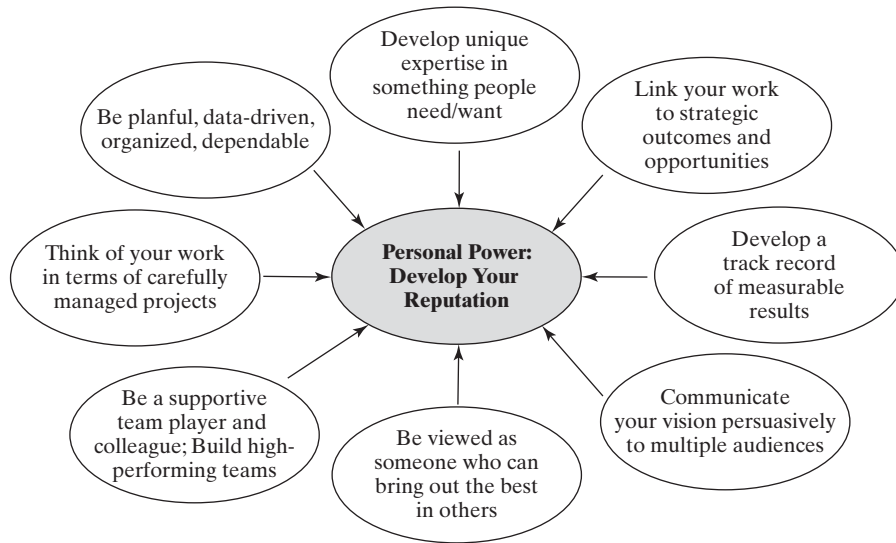 Develop unique
expertise in
something people
need/want
Link your work
to strategic
outcomes and
opportunities
Be planful, data-driven,
organized, dependable
Personal Power:
Develop Your
Reputation
Think of your work
in terms of carefully
managed projects
Develop a
track record
of measurable
results
Be a supportive
team player and
colleague; Build high-
performing teams
Be viewed as
someone who can
bring out the best
in others
Communicate
your vision persuasively
to multiple audiences